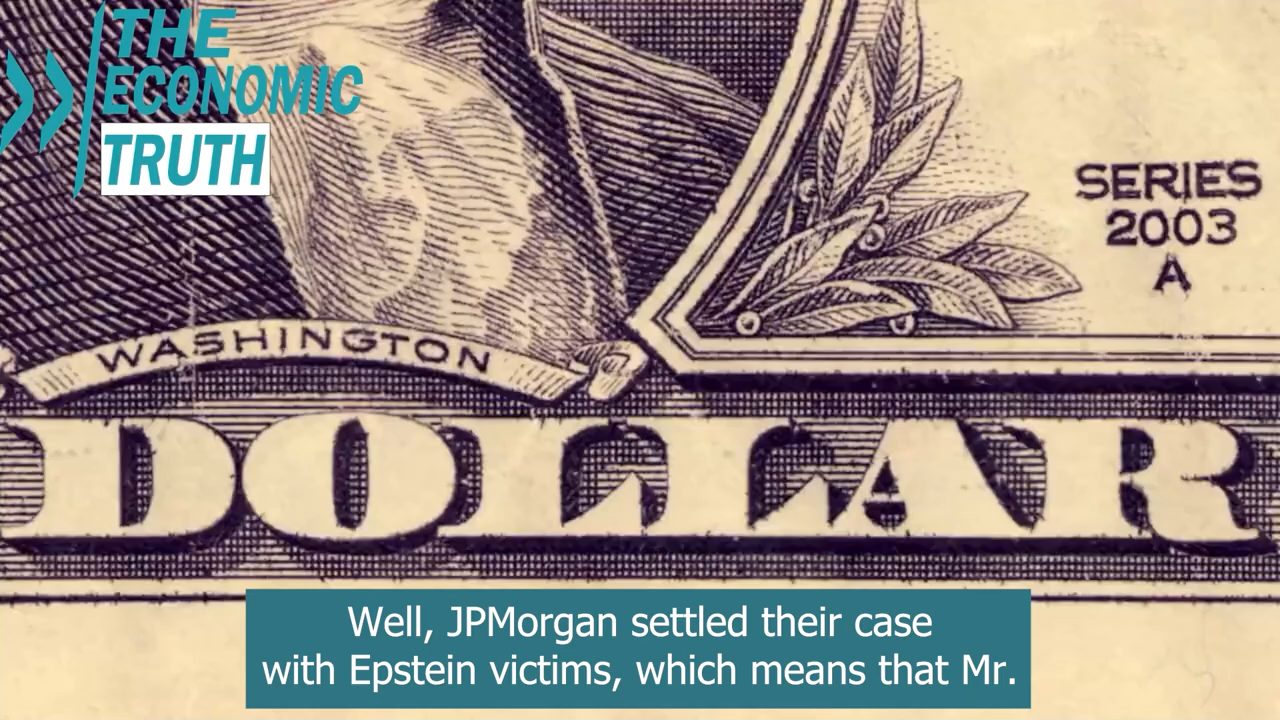 THE
ECONOMIC
TRUTH
SERIES
2003
A
WASHINGTON
DOLLAR
Well, JPMorgan settled their case
with Epstein victims, which means that Mr.